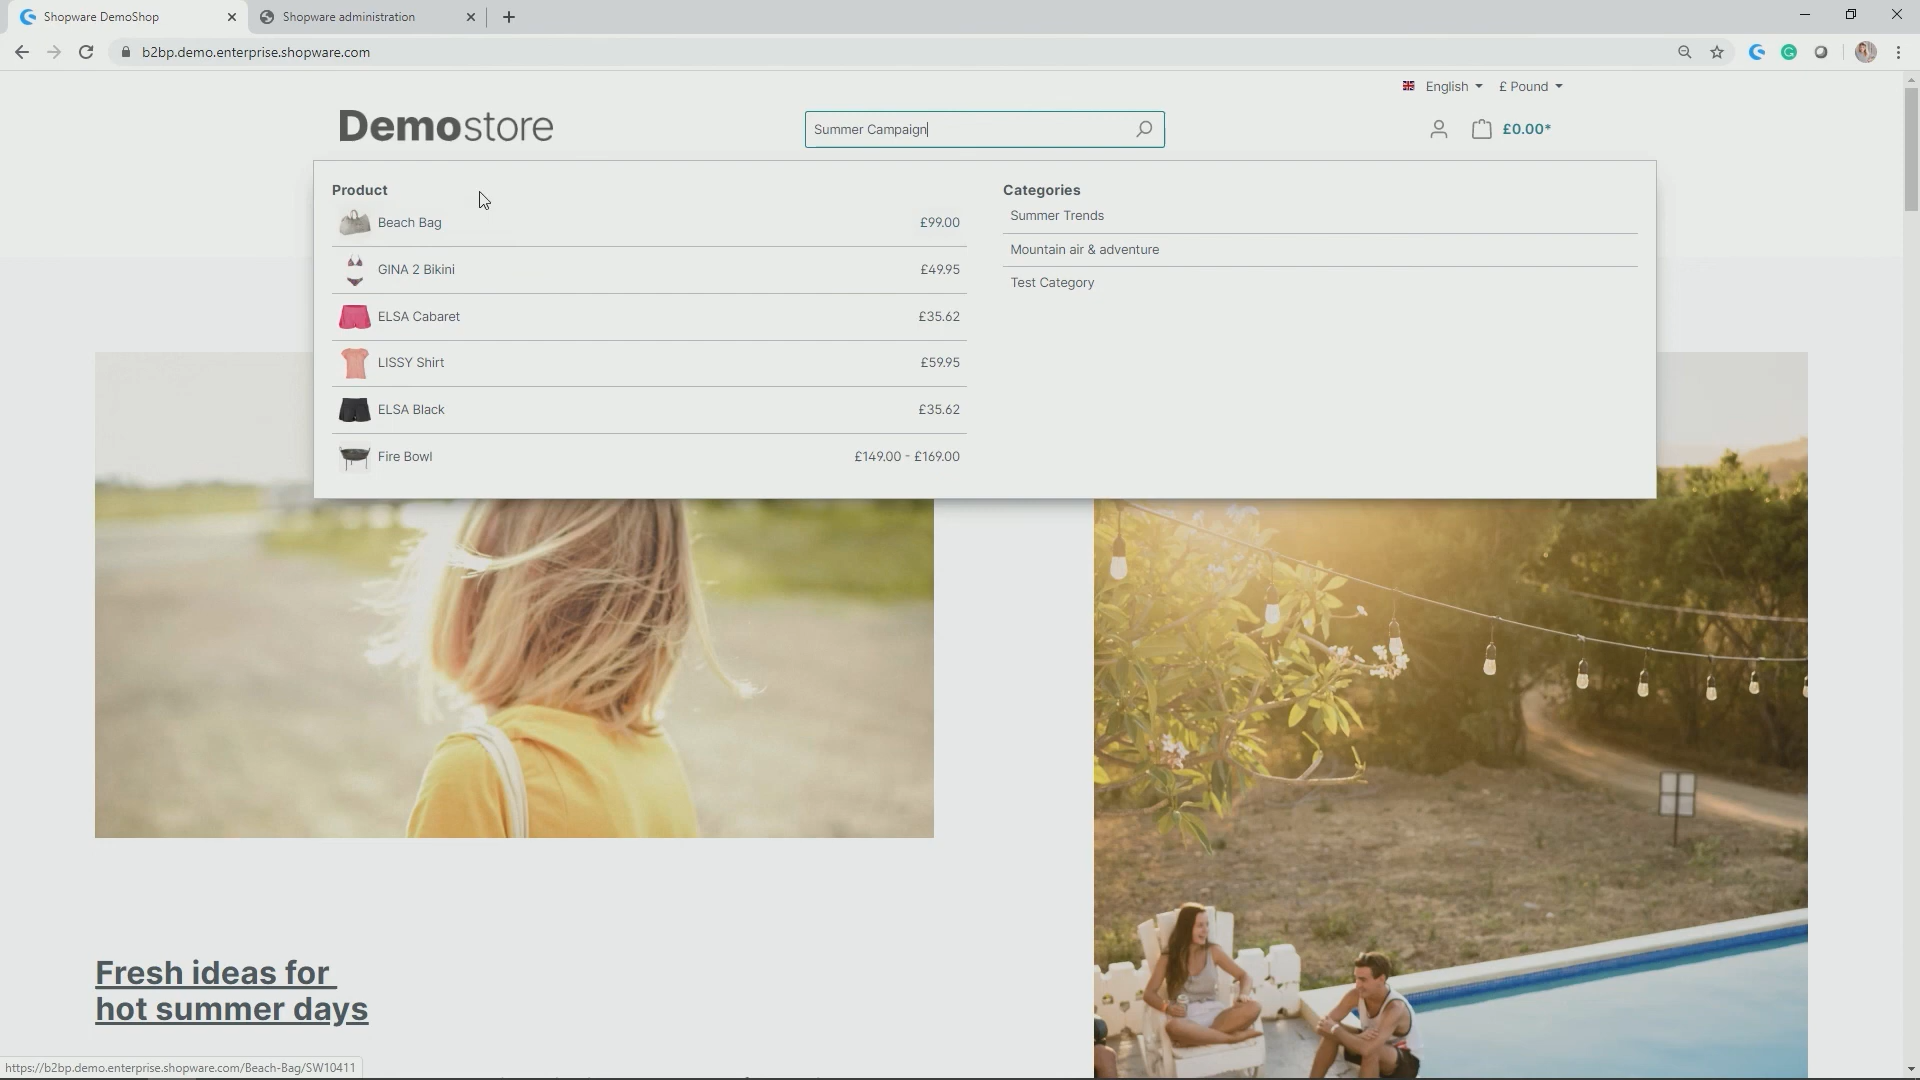 Shopware DemoShop
Shopware administration
b2bp.demo.enterprise.shopware.com
English
£ Pound
Demostore
Summer Campaign
£0.00*
Product
Categories
Beach Bag £99.00
Summer Trends
GINA 2 Bikini £49.95
Mountain air & adventure
Test Category
ELSA Cabaret £35.62
LISSY Shirt £59.95
ELSA Black £35.62
Fire Bowl £149.00 - £169.00
Fresh ideas for
hot summer days
https://b2bp.demo.enterprise.shopware.com/Beach-Bag/SW10411